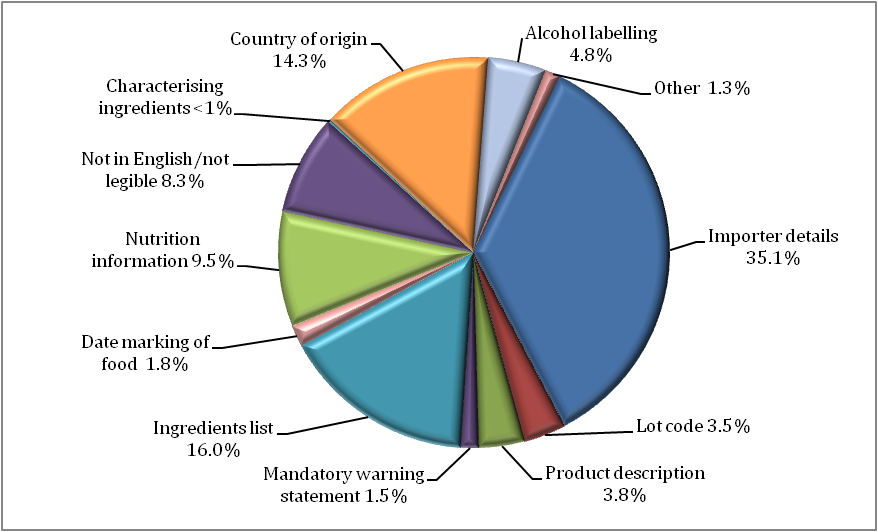 Country of origin
14.3%
Alcohol labelling
4.8%
Other 1.3%
Characterising
ingredients <1%
Not in English/not
legible 8.3%
Nutrition
information 9.5%
Importer details
35.1%
Date marking of
food 1.8%
Ingredients list
16.0%
Lot code 3.5%
Mandatory warning
statement 1.5%
Product description
3.8%